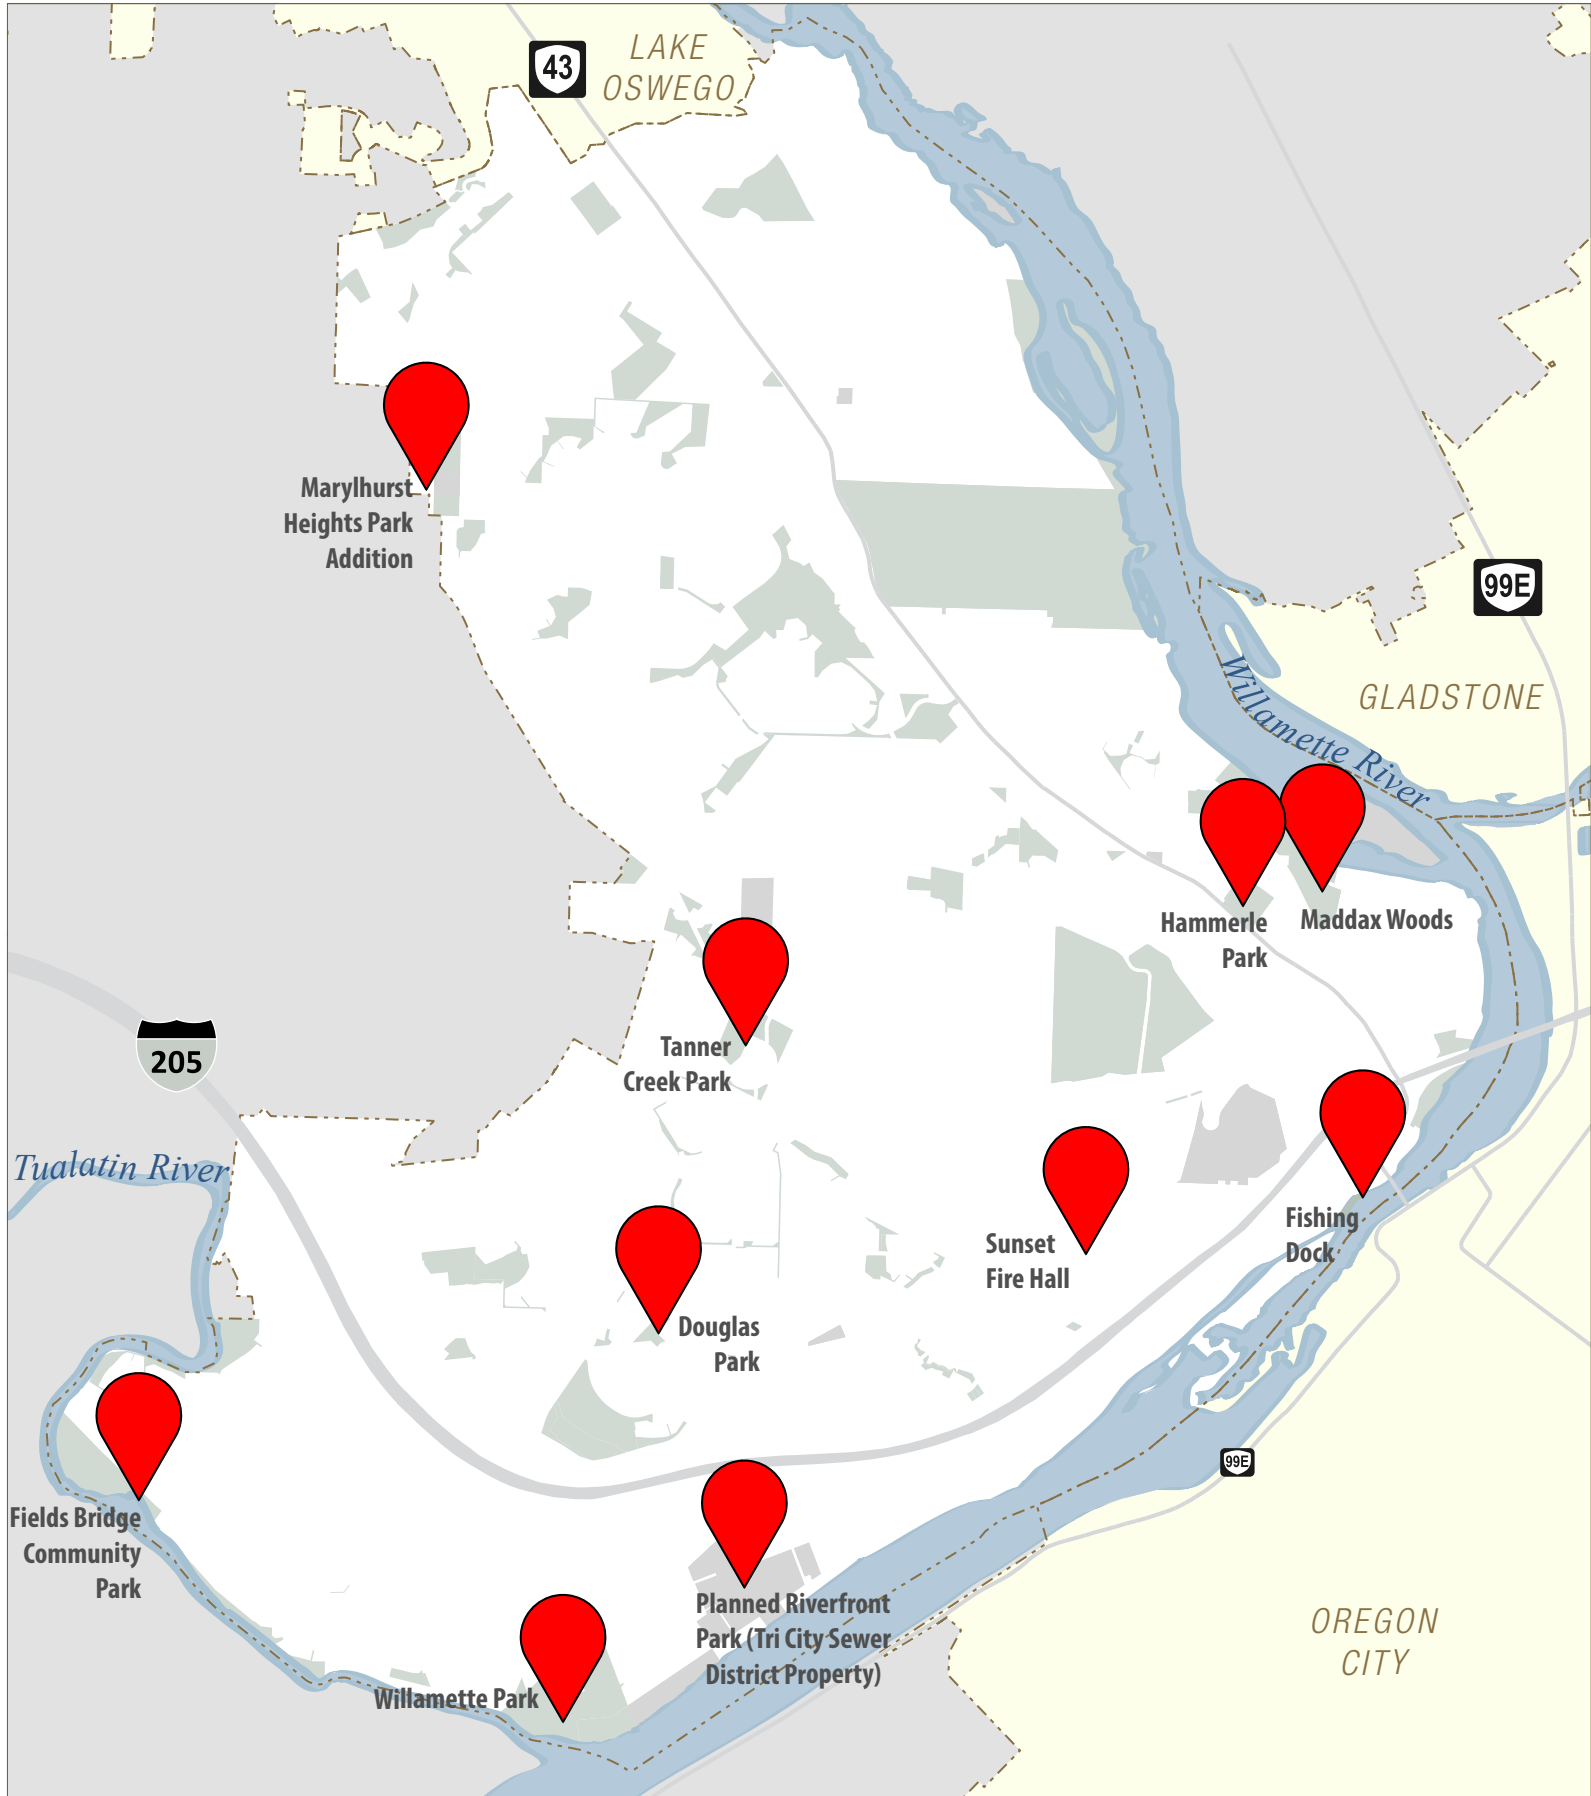 LAKE
OSWEGO
43
Marylhurst
Heights Park
Addition
99E
GLADSTONE
Willamette River
Hammerle
Park
Maddax Woods
Tanner
Creek Park
205
Tualatin River
Sunset
Fire Hall
Fishing
Dock
Douglas
Park
99E
Fields Bridge
Community
Park
Planned Riverfront
Park (Tri City Sewer
District Property)
Willamette Park
OREGON
CITY